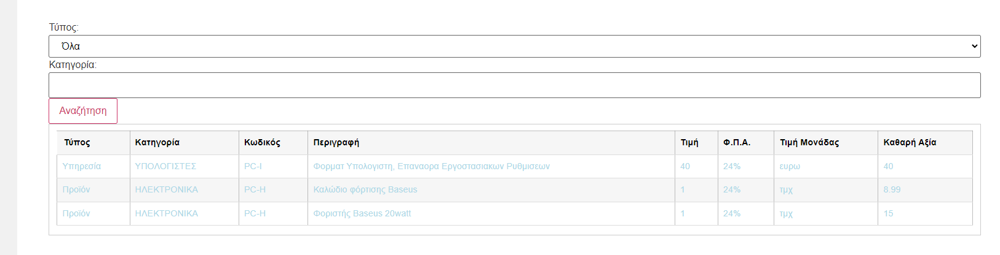 Τύπος:
Όλα
Κατηγορία:
Αναζήτηση
Τύπος Κατηγορία Κωδικός Περιγραφή Τιμή Φ.Π.Α. Τιμή Μονάδας Καθαρή Αξία
Υπηρεσία ΥΠΟΛΟΓΙΣΤΕΣ PC-I Φορματ Υπολογιστη, Επαναορα Εργοστασιακων Ρυθμισεων 40 24% ευρω 40
Προϊόν ΗΛΕΚΤΡΟΝΙΚΑ PC-H Καλώδιο φόρτισης Baseus 1 24% τμχ 8.99
Προϊόν ΗΛΕΚΤΡΟΝΙΚΑ PC-H Φοριστής Baseus 20watt 1 24% τμχ 15